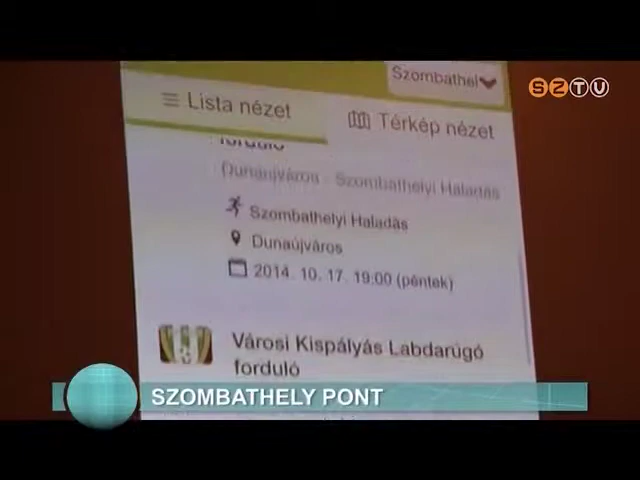 Szombathel
SZTV
Lista nézet
Térkép nézet
forduló
Dunaújváros - Szombathelyi Haladás
Szombathelyi Haladás
Dunaújváros
2014. 10. 17. 19:00 (péntek)
Városi Kispályás Labdarúgó
forduló
SZOMBATHELY PONT